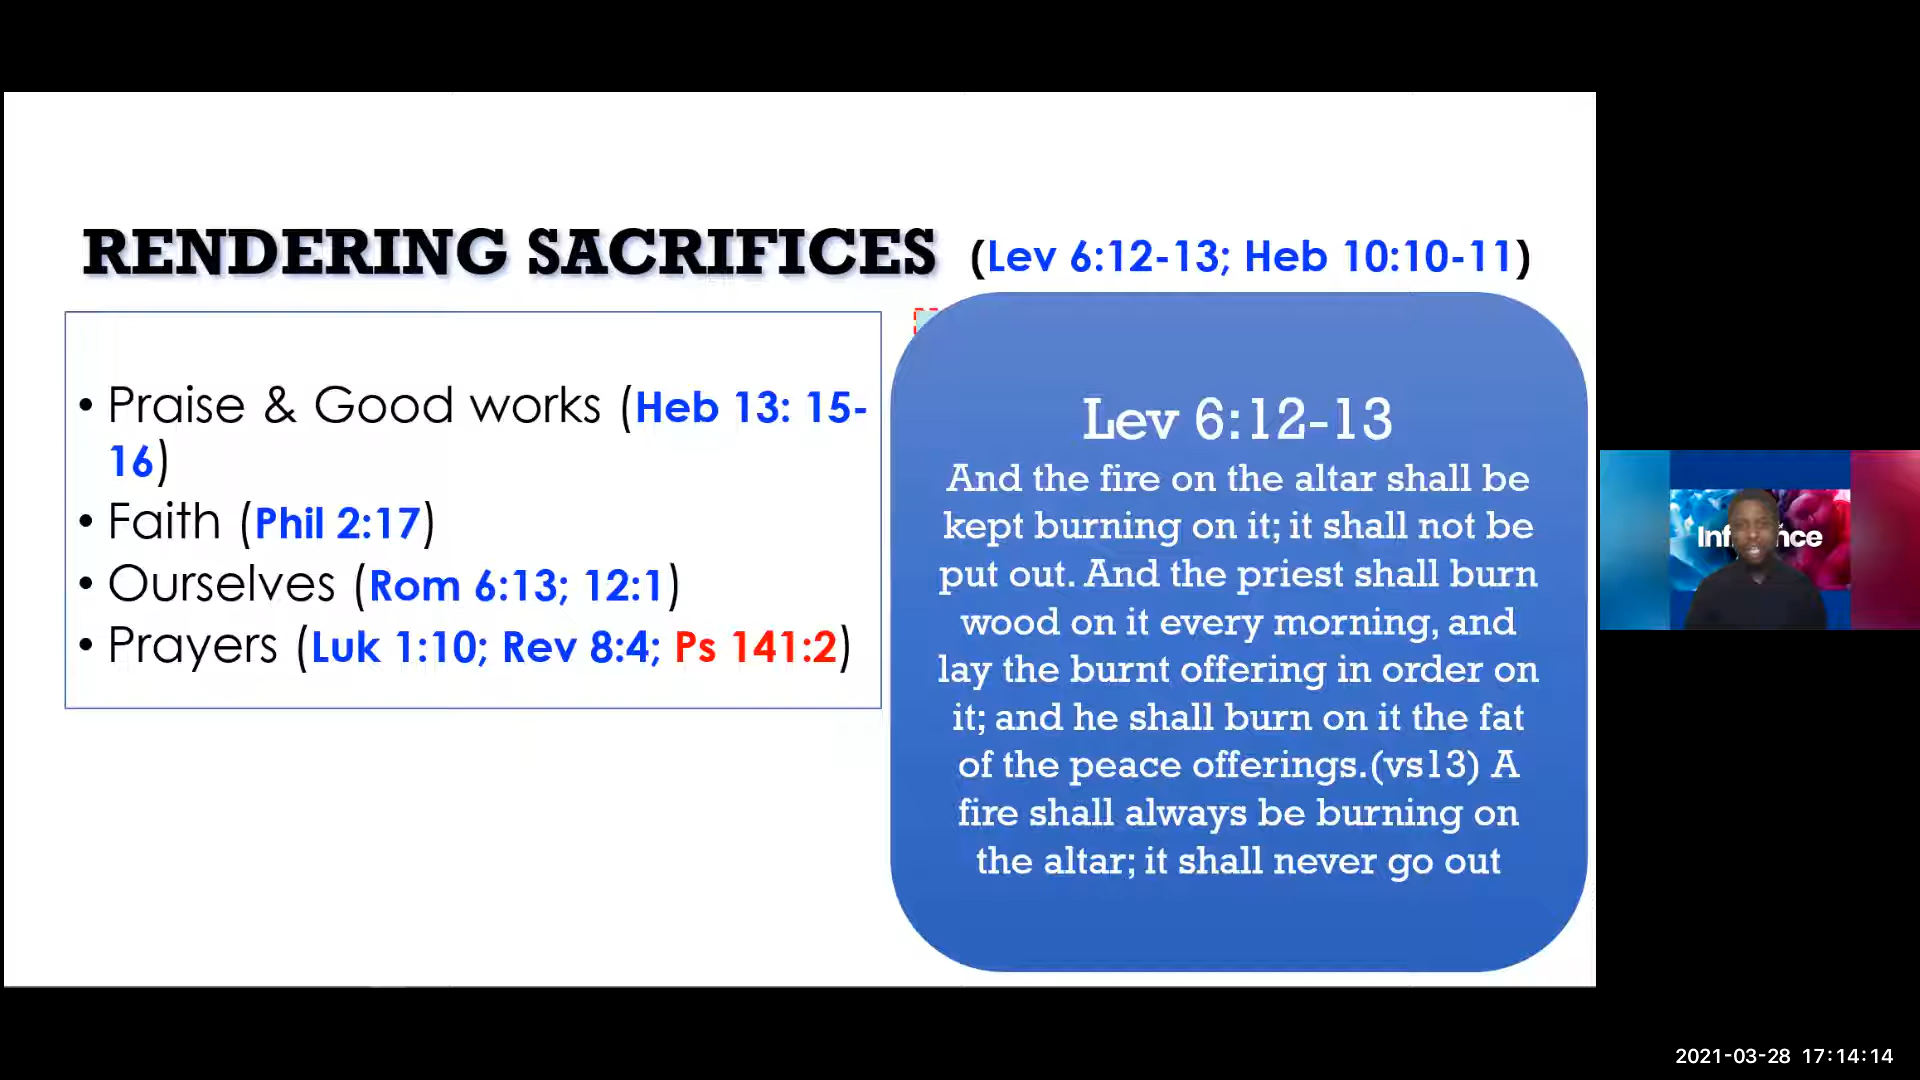 RENDERING SACRIFICES (Lev 6:12-13; Heb 10:10-11)
• Praise & Good works (Heb 13: 15-
16)
• Faith (Phil 2:17)
• Ourselves (Rom 6:13; 12:1)
• Prayers (Luk 1:10; Rev 8:4; Ps 141:2)
Lev 6:12-13
And the fire on the altar shall be
kept burning on it; it shall not be
put out. And the priest shall burn
wood on it every morning, and
lay the burnt offering in order on
it; and he shall burn on it the fat
of the peace offerings.(vs13) A
fire shall always be burning on
the altar; it shall never go out
2021-03-28 17:14:14